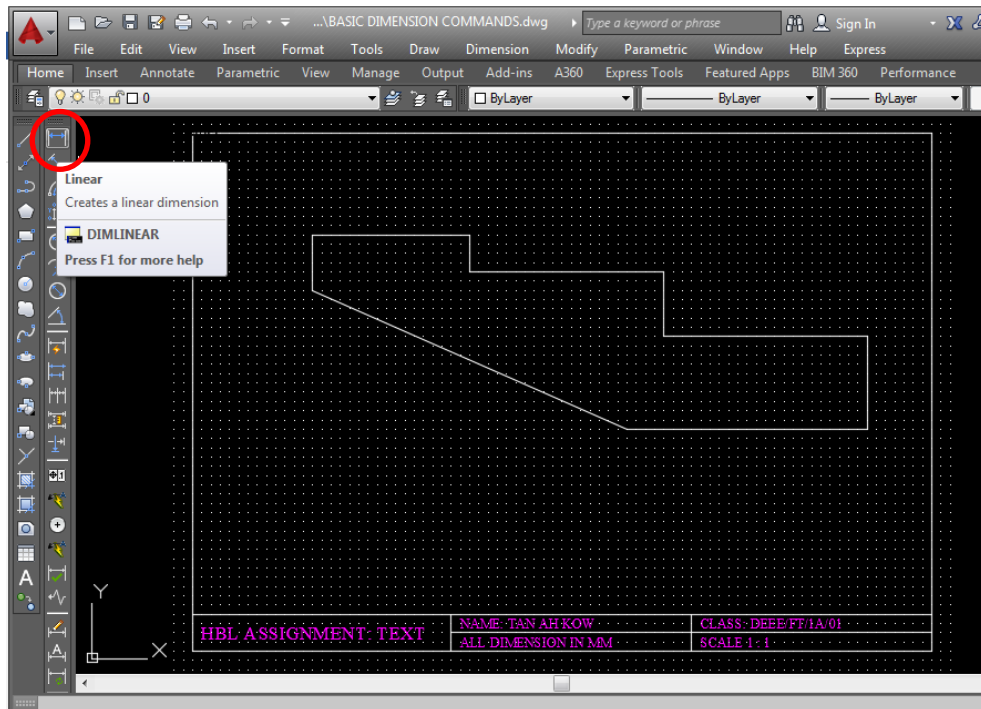 ...\BASIC DIMENSION COMMANDS.dwg Type a keyword or phrase Sign In
File Edit View Insert Format Tools Draw Dimension Modify Parametric Window Help Express
Home Insert Annotate Parametric View Manage Output Add-ins A360 Express Tools Featured Apps BIM 360 Performance
0 ByLayer ByLayer ByLayer
Linear
Creates a linear dimension
DIMLINEAR
Press F1 for more help
A
Y
X
HBL ASSIGNMENT: TEXT
NAME: TAN AH KOW
CLASS: DEEE/FT/1A/01
ALL DIMENSION IN MM
SCALE 1 : 1